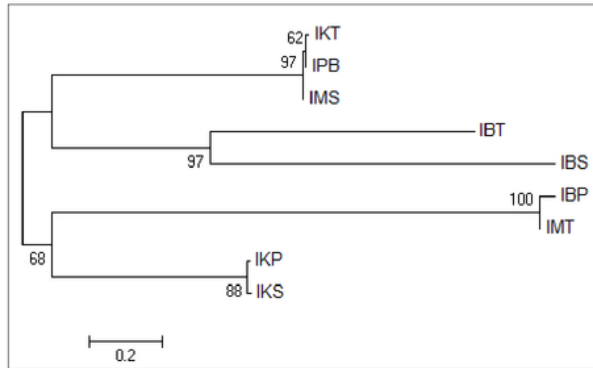 62 IKT
97 IPB
IMS
IBT
97
IBS
100 IBP
IMT
68 IKP
88 IKS
0.2